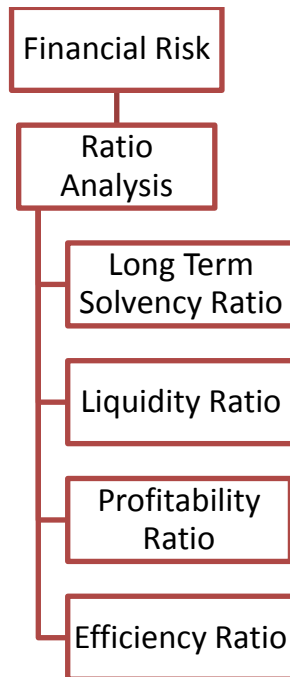 Financial Risk
Ratio
Analysis
Long Term
Solvency Ratio
Liquidity Ratio
Profitability
Ratio
Efficiency Ratio